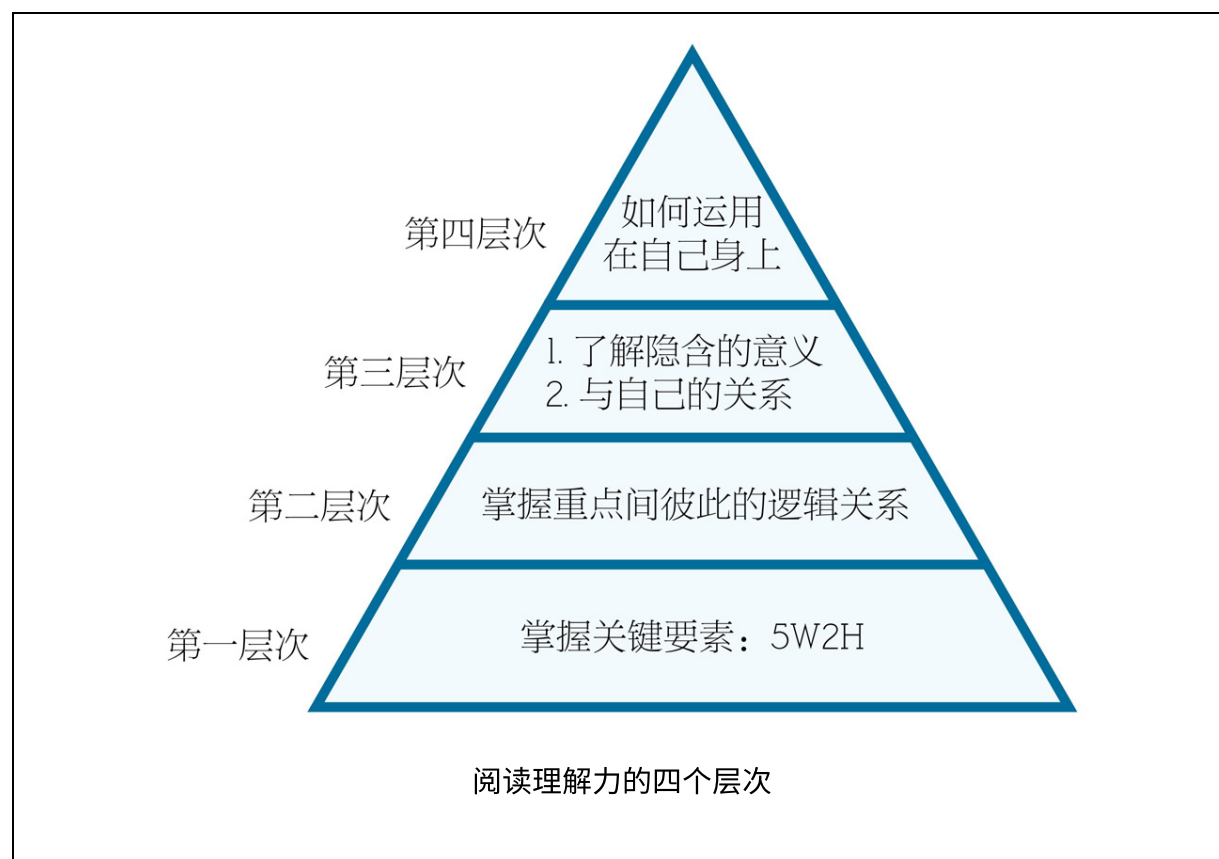 第四层次
如何运用
在自己身上
第三层次
1. 了解隐含的意义
2. 与自己的关系
第二层次
掌握重点间彼此的逻辑关系
第一层次
掌握关键要素：5W2H
阅读理解力的四个层次